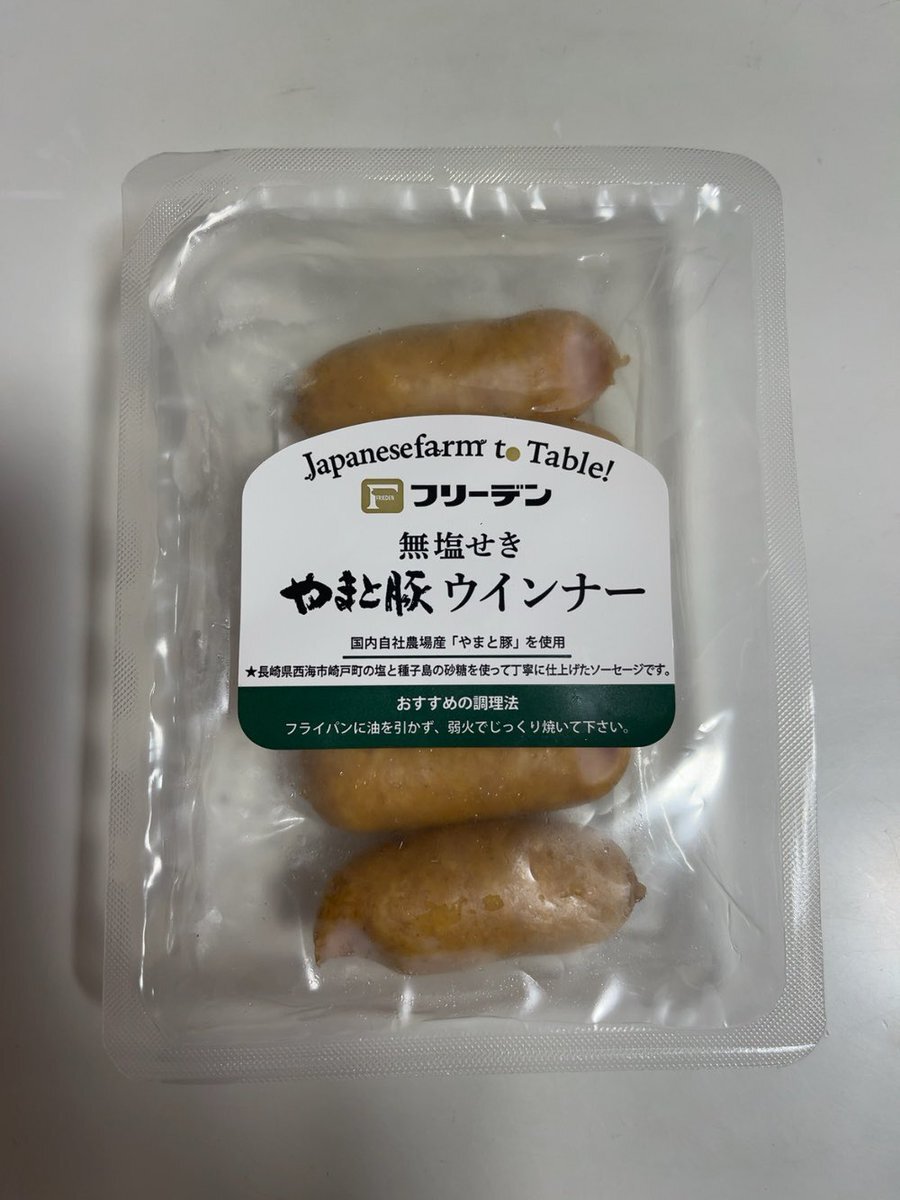 Japanesefarm to Table!
FRIEDEN フリーデン
無塩せき
やまと豚 ウインナー
国内自社農場産「やまと豚」を使用
★長崎県西海市崎戸町の塩と種子島の砂糖を使って丁寧に仕上げたソーセージです。
おすすめの調理法
フライパンに油を引かず、弱火でじっくり焼いて下さい。